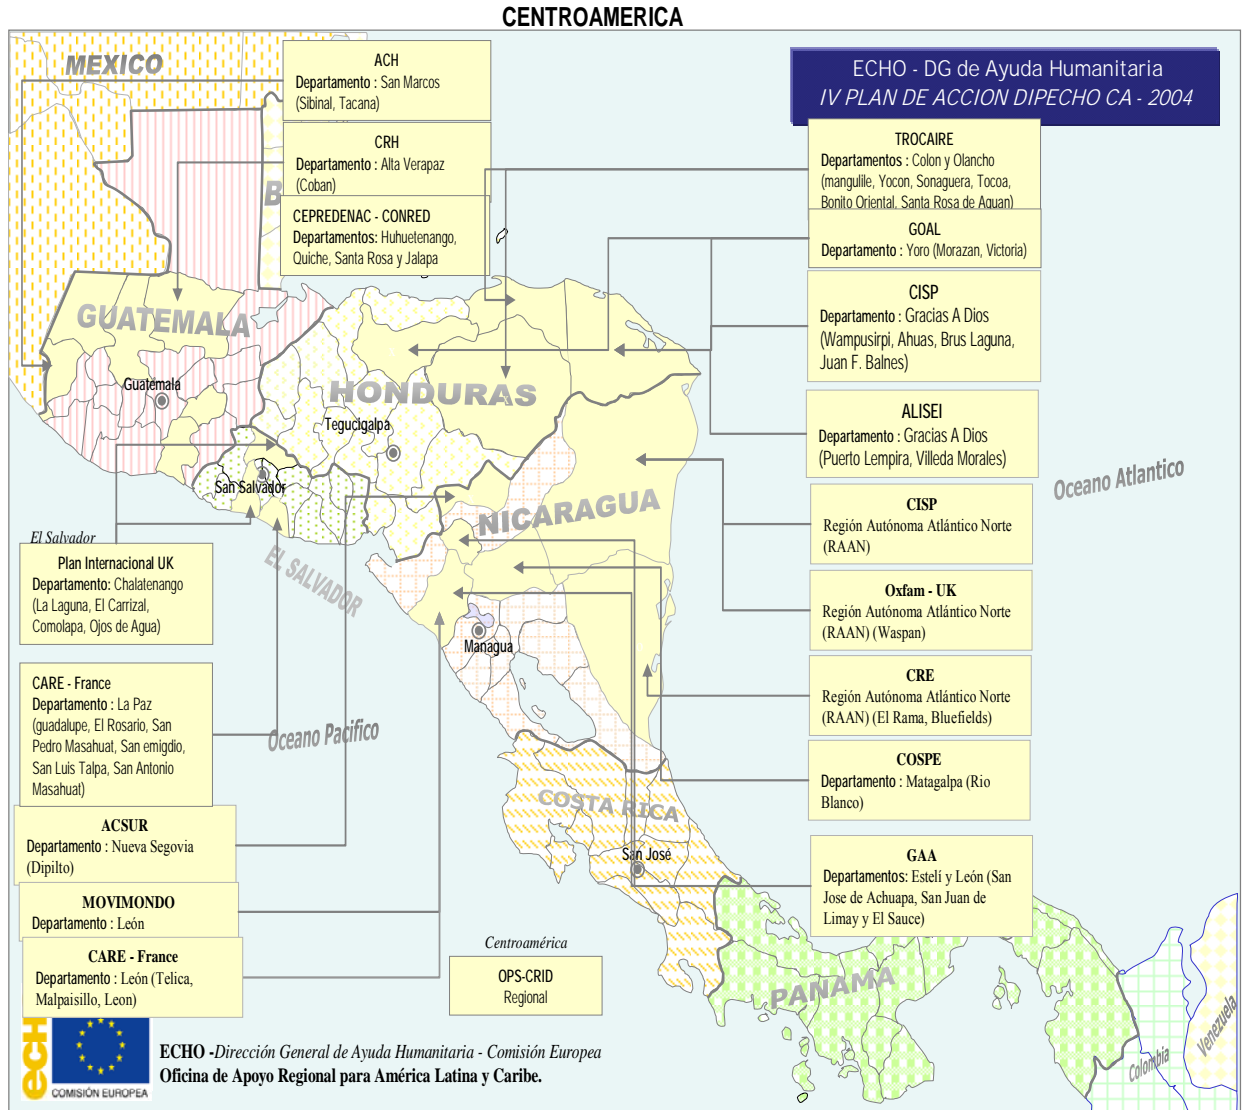 CENTROAMERICA
MEXICO
ACH
Departamento : San Marcos
(Sibinal, Tacana)
ECHO - DG de Ayuda Humanitaria
IV PLAN DE ACCION DIPECHO CA - 2004
CRH
Departamento : Alta Verapaz
(Coban)
B
CEPREDENAC - CONRED
Departamentos: Huhuetenango,
Quiche, Santa Rosa y Jalapa
TROCAIRE
Departamentos : Colon y Olancho
(mangulile, Yocon, Sonaguera, Tocoa,
Bonito Oriental, Santa Rosa de Aguan)
GOAL
Departamento : Yoro (Morazan, Victoria)
CISP
Departamento : Gracias A Dios
(Wampusirpi, Ahuas, Brus Laguna,
Juan F. Balnes)
ALISEI
Departamento : Gracias A Dios
(Puerto Lempira, Villeda Morales)
CISP
Región Autónoma Atlántico Norte
(RAAN)
Oxfam - UK
Región Autónoma Atlántico Norte
(RAAN) (Waspan)
CRE
Región Autónoma Atlántico Norte
(RAAN) (El Rama, Bluefields)
COSPE
Departamento : Matagalpa (Rio
Blanco)
GAA
Departamentos: Estelí y León (San
Jose de Achuapa, San Juan de
Limay y El Sauce)
GUATEMALA
Guatemala
HONDURAS
Tegucigalpa
San Salvador
EL SALVADOR
NICARAGUA
Managua
Oceano Atlantico
Oceano Pacifico
COSTA RICA
San José
PANAMA
Colombia
Venezuela
El Salvador
Plan Internacional UK
Departamento: Chalatenango
(La Laguna, El Carrizal,
Comolapa, Ojos de Agua)
CARE - France
Departamento : La Paz
(guadalupe, El Rosario, San
Pedro Masahuat, San emigdio,
San Luis Talpa, San Antonio
Masahuat)
ACSUR
Departamento : Nueva Segovia
(Dipilto)
MOVIMONDO
Departamento : León
CARE - France
Departamento : León (Telica,
Malpaisillo, Leon)
Centroamérica
OPS-CRID
Regional
ECH
COMISIÓN EUROPEA
ECHO -Dirección General de Ayuda Humanitaria - Comisión Europea
Oficina de Apoyo Regional para América Latina y Caribe.